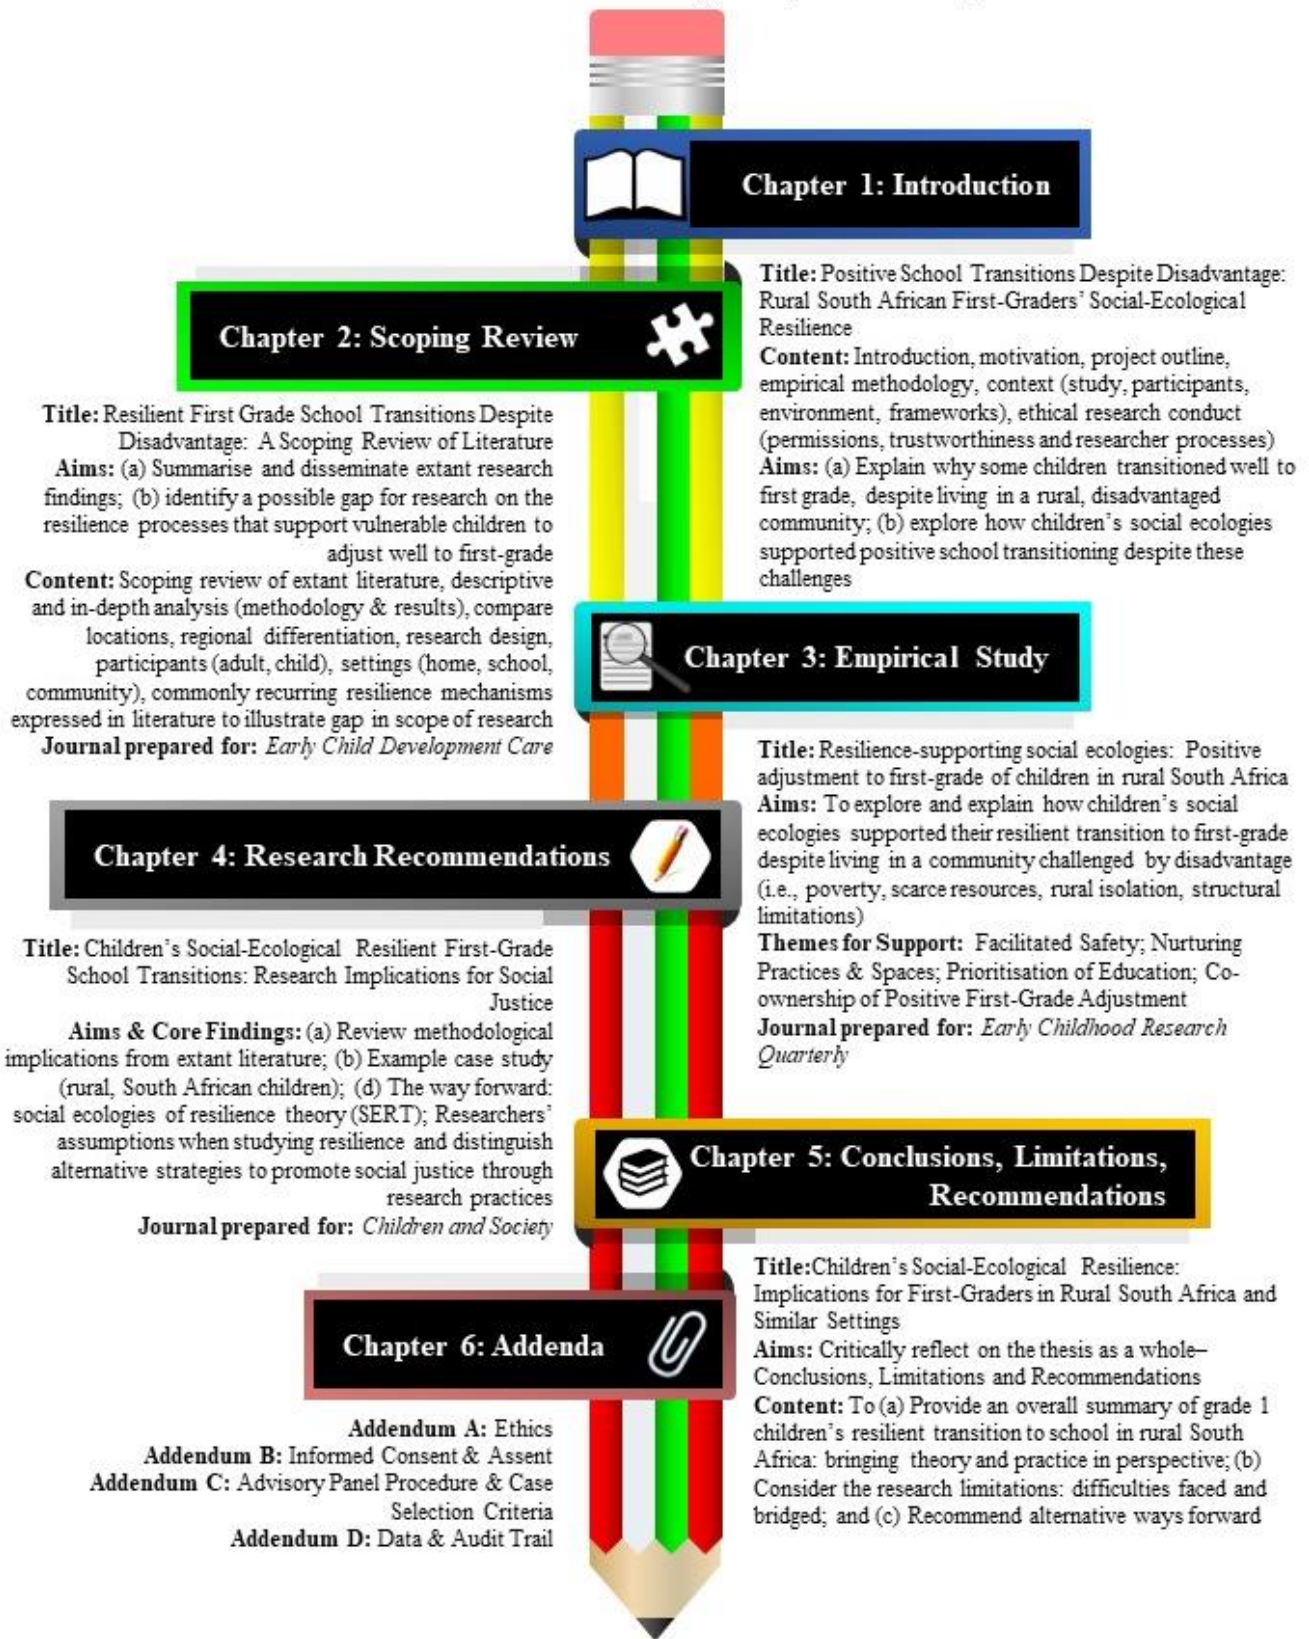 Chapter 1: Introduction
Title: Positive School Transitions Despite Disadvantage:
Rural South African First-Graders' Social-Ecological
Resilience
Content: Introduction, motivation, project outline,
empirical methodology, context (study, participants,
environment, frameworks), ethical research conduct
(permissions, trustworthiness and researcher processes)
Aims: (a) Explain why some children transitioned well to
first grade, despite living in a rural, disadvantaged
community; (b) explore how children's social ecologies
supported positive school transitioning despite these
challenges
Chapter 2: Scoping Review
Title: Resilient First Grade School Transitions Despite
Disadvantage: A Scoping Review of Literature
Aims: (a) Summarise and disseminate extant research
findings; (b) identify a possible gap for research on the
resilience processes that support vulnerable children to
adjust well to first-grade
Content: Scoping review of extant literature, descriptive
and in-depth analysis (methodology & results), compare
locations, regional differentiation, research design,
participants (adult, child), settings (home, school,
community), commonly recurring resilience mechanisms
expressed in literature to illustrate gap in scope of research
Journal prepared for: Early Child Development Care
Chapter 3: Empirical Study
Title: Resilience-supporting social ecologies: Positive
adjustment to first-grade of children in rural South Africa
Aims: To explore and explain how children's social
ecologies supported their resilient transition to first-grade
despite living in a community challenged by disadvantage
(i.e., poverty, scarce resources, rural isolation, structural
limitations)
Themes for Support: Facilitated Safety; Nurturing
Practices & Spaces; Prioritisation of Education; Co-
ownership of Positive First-Grade Adjustment
Journal prepared for: Early Childhood Research
Quarterly
Chapter 4: Research Recommendations
Title: Children's Social-Ecological Resilient First-Grade
School Transitions: Research Implications for Social
Justice
Aims & Core Findings: (a) Review methodological
implications from extant literature; (b) Example case study
(rural, South African children); (d) The way forward:
social ecologies of resilience theory (SERT); Researchers'
assumptions when studying resilience and distinguish
alternative strategies to promote social justice through
research practices
Journal prepared for: Children and Society
Chapter 5: Conclusions, Limitations,
Recommendations
Title:Children's Social-Ecological Resilience:
Implications for First-Graders in Rural South Africa and
Similar Settings
Aims: Critically reflect on the thesis as a whole–
Conclusions, Limitations and Recommendations
Content: To (a) Provide an overall summary of grade 1
children's resilient transition to school in rural South
Africa: bringing theory and practice in perspective; (b)
Consider the research limitations: difficulties faced and
bridged; and (c) Recommend alternative ways forward
Chapter 6: Addenda
Addendum A: Ethics
Addendum B: Informed Consent & Assent
Addendum C: Advisory Panel Procedure & Case
Selection Criteria
Addendum D: Data & Audit Trail